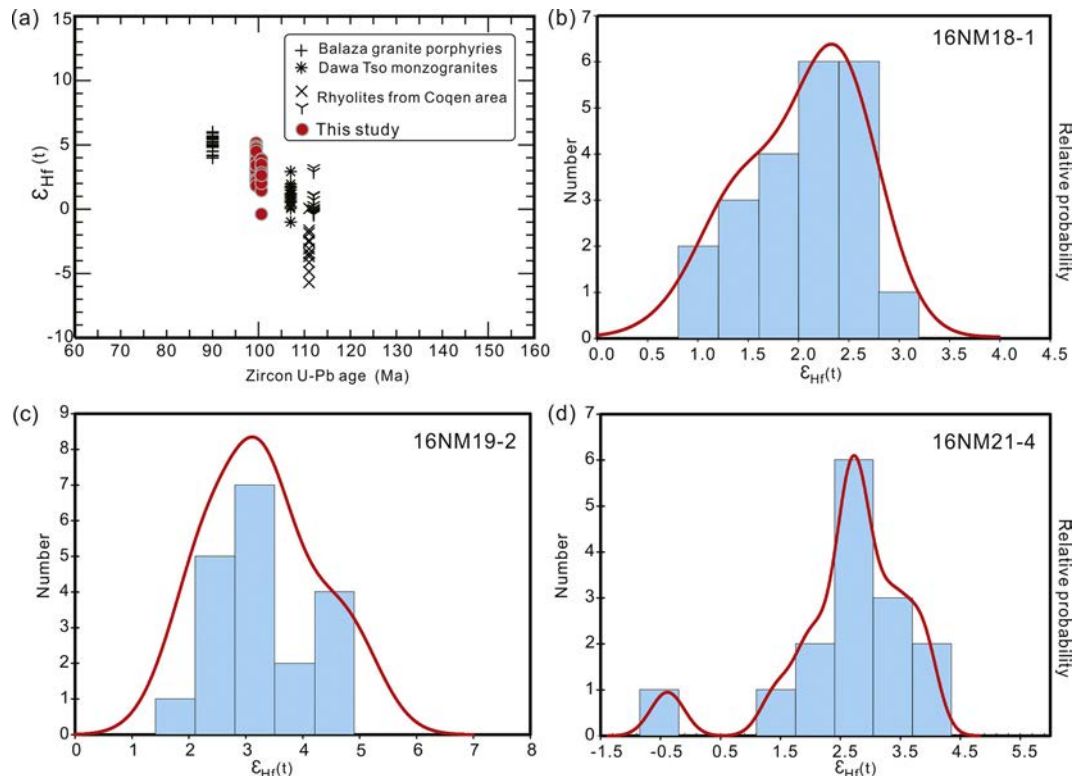 (a)
15
10
5
0
-5
-10
εHf(t)
+ Balaza granite porphyries
✳ Dawa Tso monzogranites
× Rhyolites from Coqen area
Y
This study
60 70 80 90 100 110 120 130 140 150 160
Zircon U-Pb age (Ma)
(b)
16NM18-1
7
6
5
4
3
2
1
0
Number
Relative probability
0.0 0.5 1.0 1.5 2.0 2.5 3.0 3.5 4.0 4.5
εHf(t)
(c)
16NM19-2
9
8
7
6
5
4
3
2
1
0
Number
0 1 2 3 4 5 6 7 8
εHf(t)
(d)
16NM21-4
7
6
5
4
3
2
1
0
Number
Relative probability
-1.5 -0.5 0.5 1.5 2.5 3.5 4.5 5.5
εHf(t)